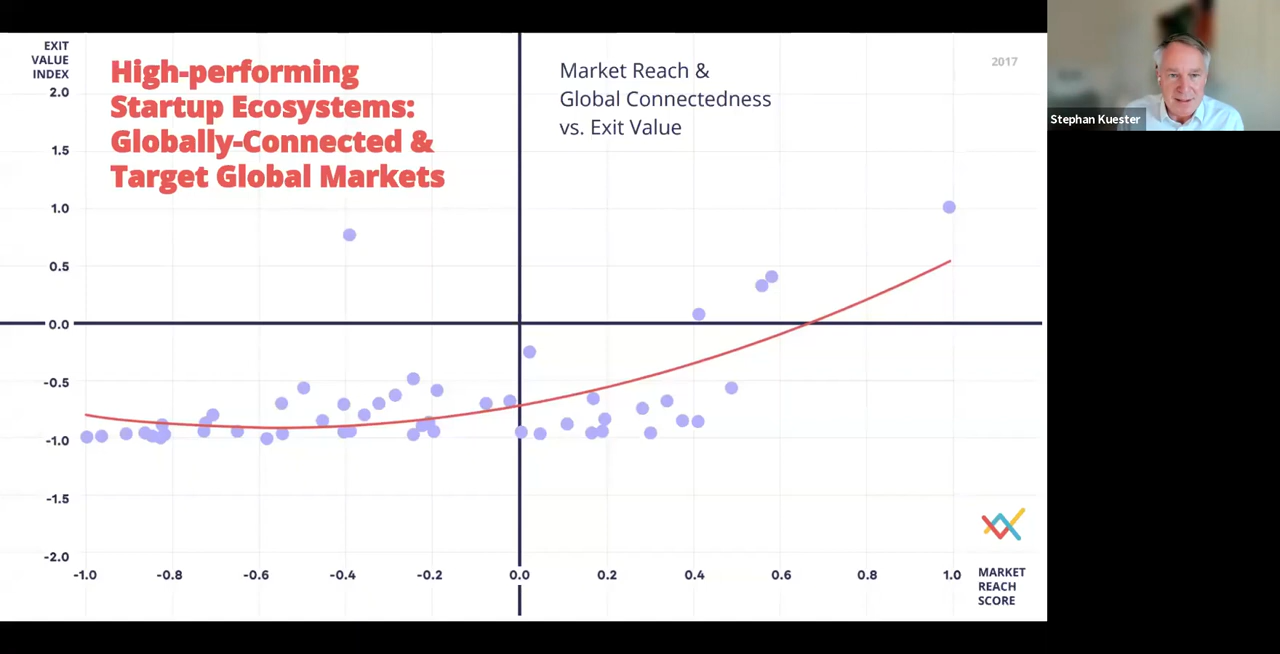 EXIT
VALUE
INDEX
High-performing
Startup Ecosystems:
Globally-Connected &
Target Global Markets
Market Reach &
Global Connectedness
vs. Exit Value
2017
Stephan Kuester
2.0
1.5
1.0
0.5
0.0
-0.5
-1.0
-1.5
-2.0
-1.0 -0.8 -0.6 -0.4 -0.2 0.0 0.2 0.4 0.6 0.8 1.0
MARKET
REACH
SCORE